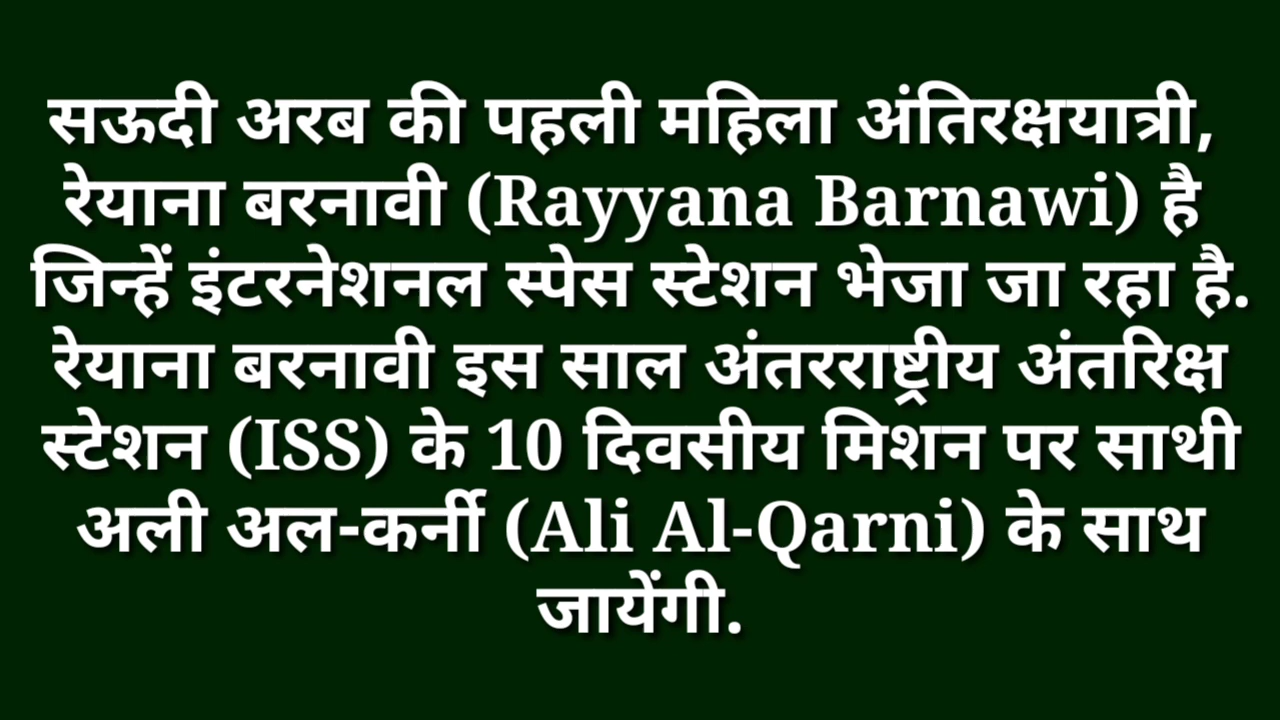 सऊदी अरब की पहली महिला अंतिरक्षयात्री,
रेयाना बरनावी (Rayyana Barnawi) है
जिन्हें इंटरनेशनल स्पेस स्टेशन भेजा जा रहा है.
रेयाना बरनावी इस साल अंतरराष्ट्रीय अंतरिक्ष
स्टेशन (ISS) के 10 दिवसीय मिशन पर साथी
अली अल-कर्नी (Ali Al-Qarni) के साथ
जायेंगी.